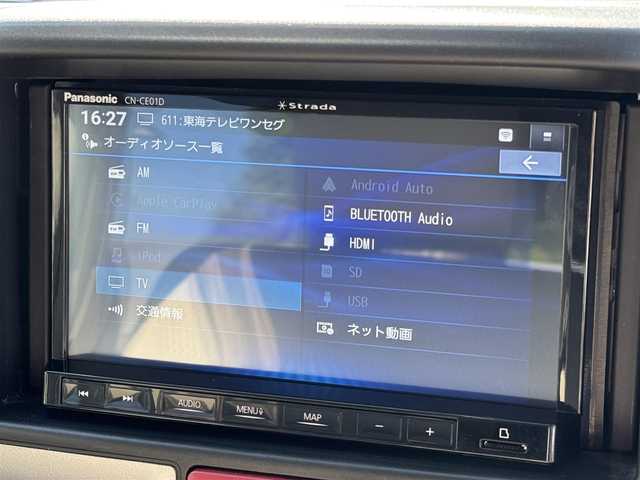 Panasonic CN-CE01D
Strada
16:27 611:東海テレビワンセグ
オーディオソース一覧
AM
Apple CarPlay
FM
iPod
TV
交通情報
Android Auto
BLUETOOTH Audio
HDMI
SD
USB
ネット動画
AUDIO MENU MAP − +